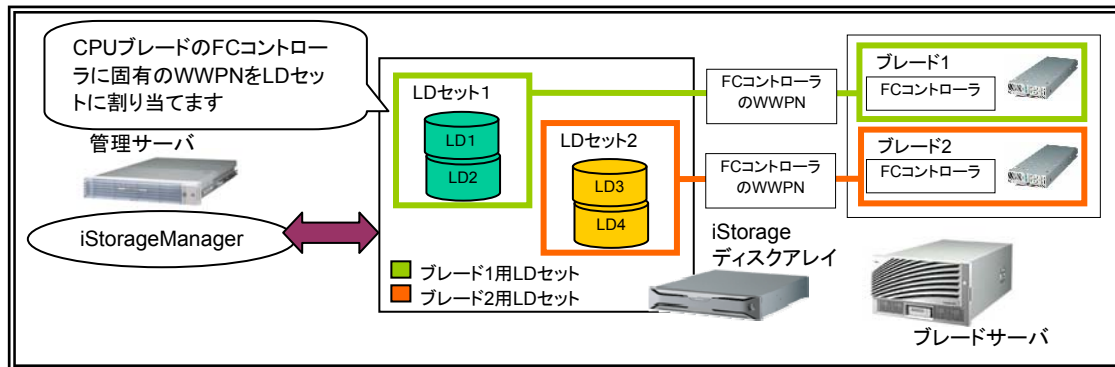 CPUブレードのFCコントロー
ラに固有のWWPNをLDセッ
トに割り当てます
管理サーバ
iStorageManager
LDセット1
LD1
LD2
LDセット2
LD3
LD4
ブレード1用LDセット
ブレード2用LDセット
FCコントローラ
のWWPN
FCコントローラ
のWWPN
iStorage
ディスクアレイ
ブレード1
FCコントローラ
ブレード2
FCコントローラ
ブレードサーバ